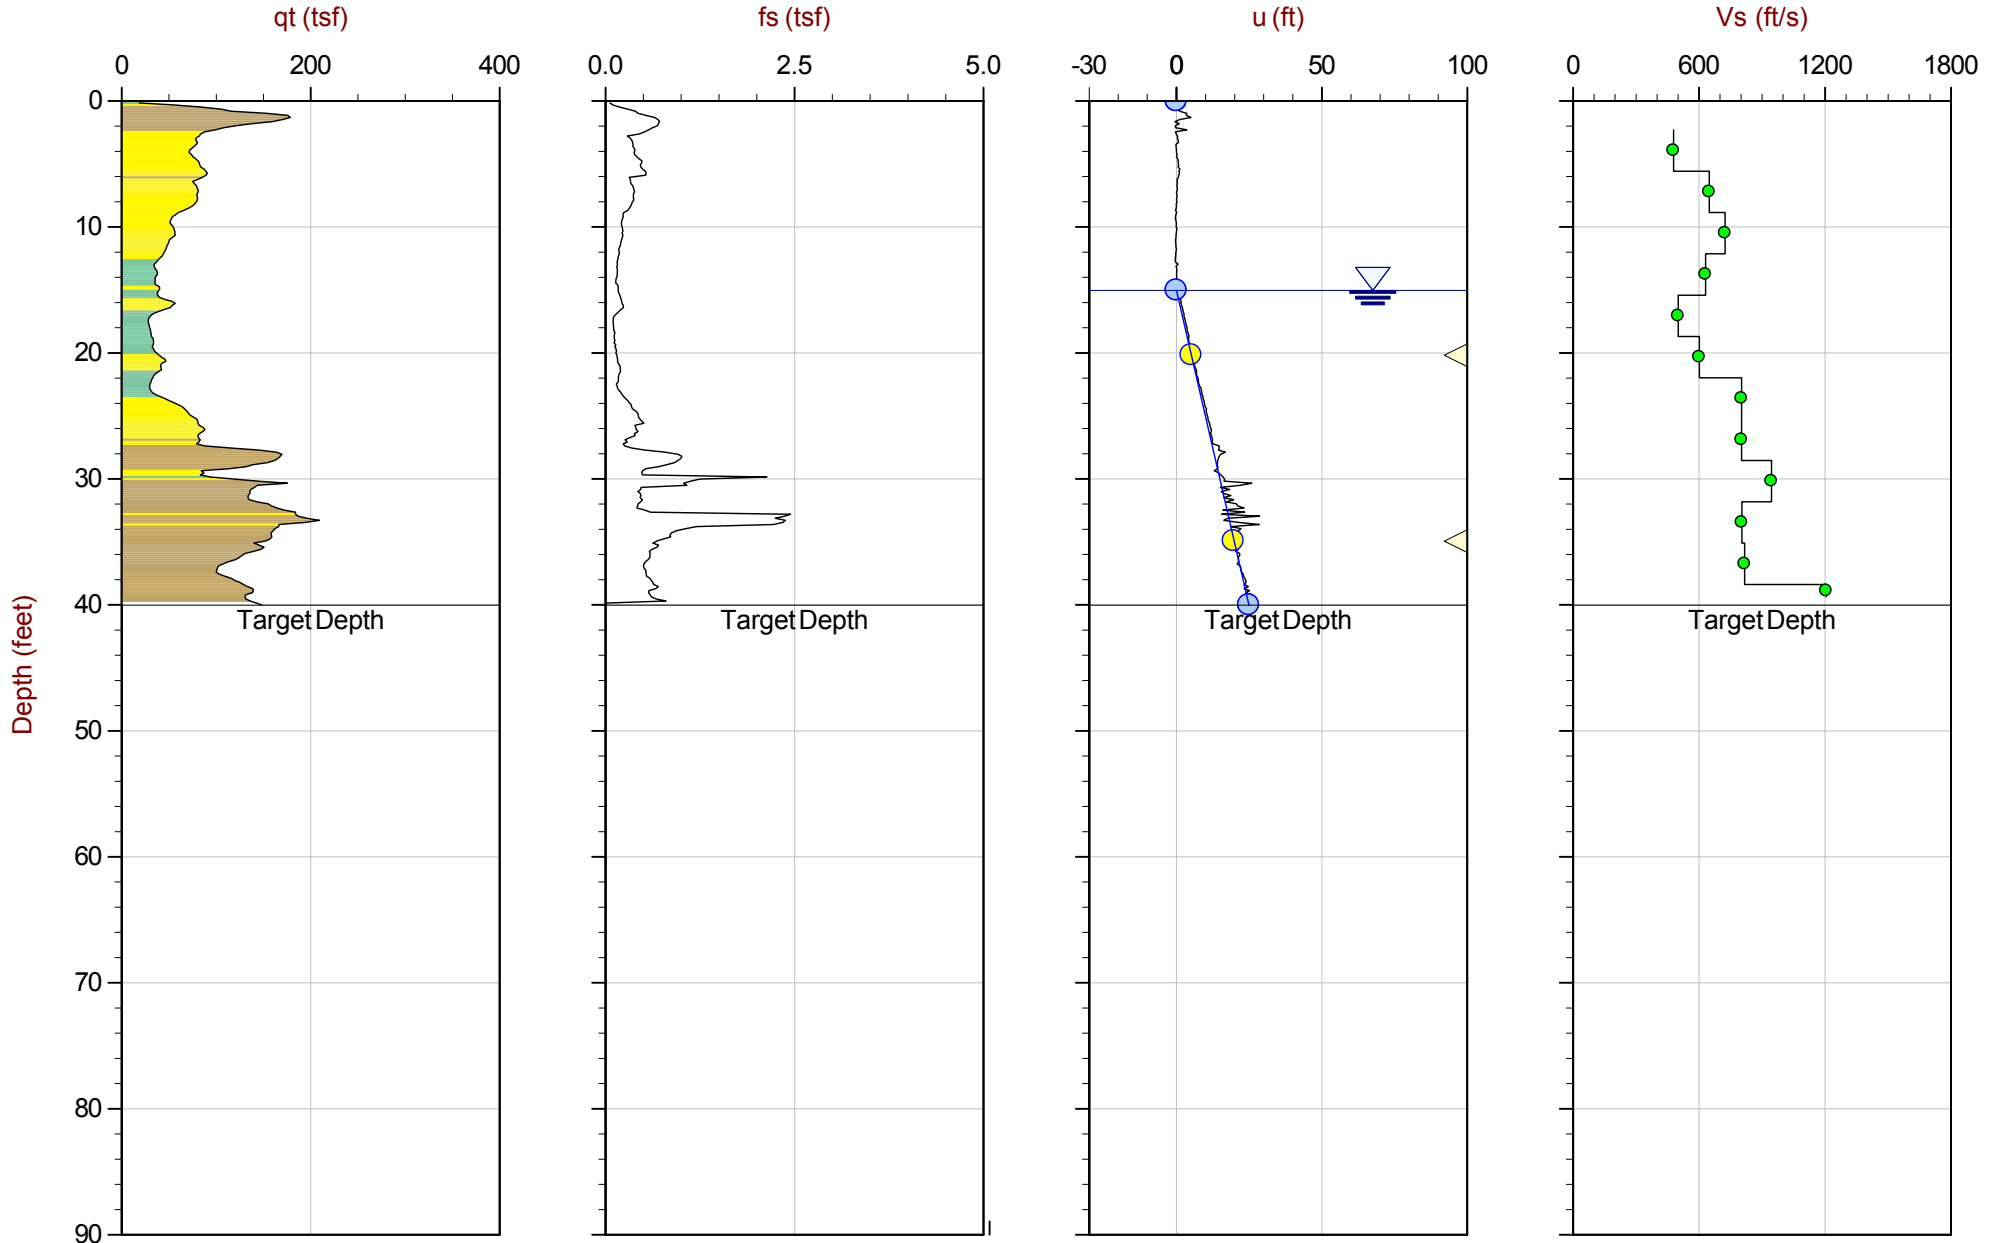 qt (tsf) fs (tsf) u (ft) Vs (ft/s)
0 200 400 0.0 2.5 5.0 -30 0 50 100 0 600 1200 1800
0
10
20
30
40
Target Depth Target Depth Target Depth Target Depth
Depth (feet)
50
60
70
80
90